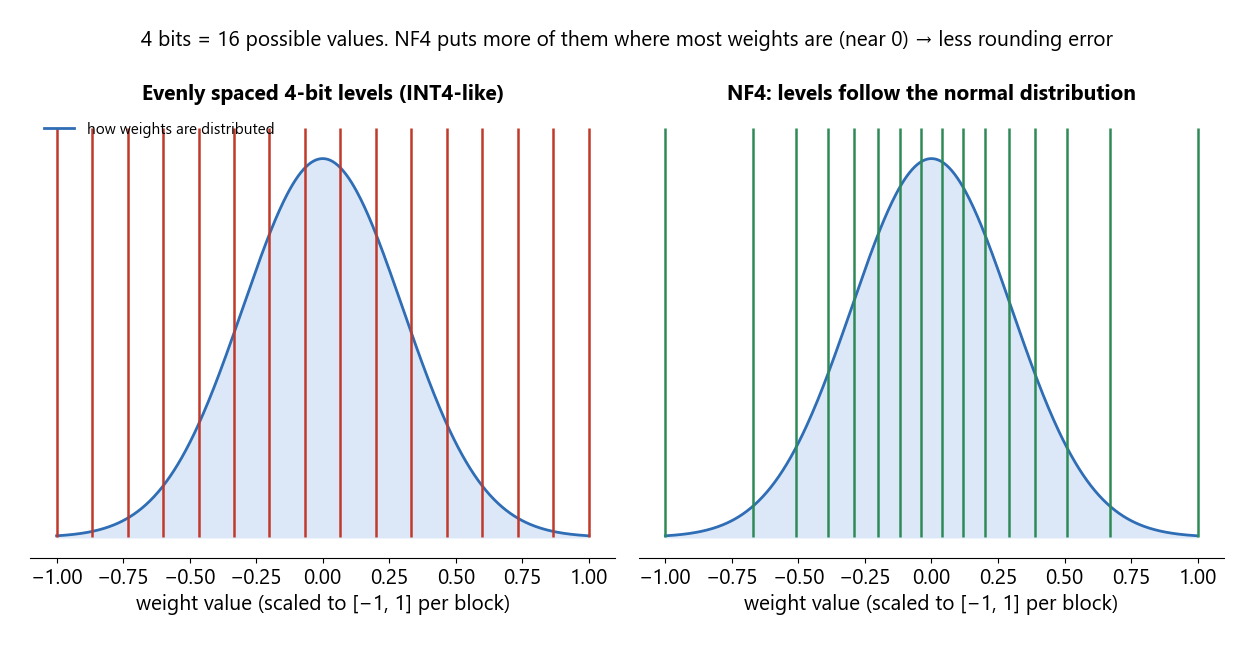 4 bits = 16 possible values. NF4 puts more of them where most weights are (near 0) → less rounding error
Evenly spaced 4-bit levels (INT4-like)
how weights are distributed
−1.00 −0.75 −0.50 −0.25 0.00 0.25 0.50 0.75 1.00
weight value (scaled to [−1, 1] per block)
NF4: levels follow the normal distribution
−1.00 −0.75 −0.50 −0.25 0.00 0.25 0.50 0.75 1.00
weight value (scaled to [−1, 1] per block)